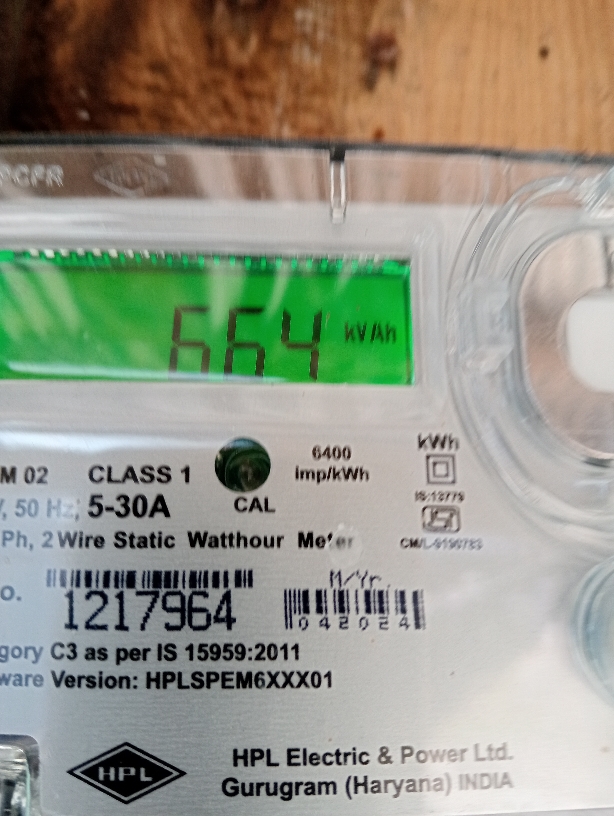 664 kVAh
M 02 CLASS 1
6400
imp/kWh
kWh
, 50 Hz, 5-30A
CAL
IS:13779
Ph, 2 Wire Static Watthour Meter
CM/L-9190783
o.
M/Yr.
1217964
042024
gory C3 as per IS 15959:2011
ware Version: HPLSPEM6XXX01
HPL
HPL Electric & Power Ltd.
Gurugram (Haryana) INDIA